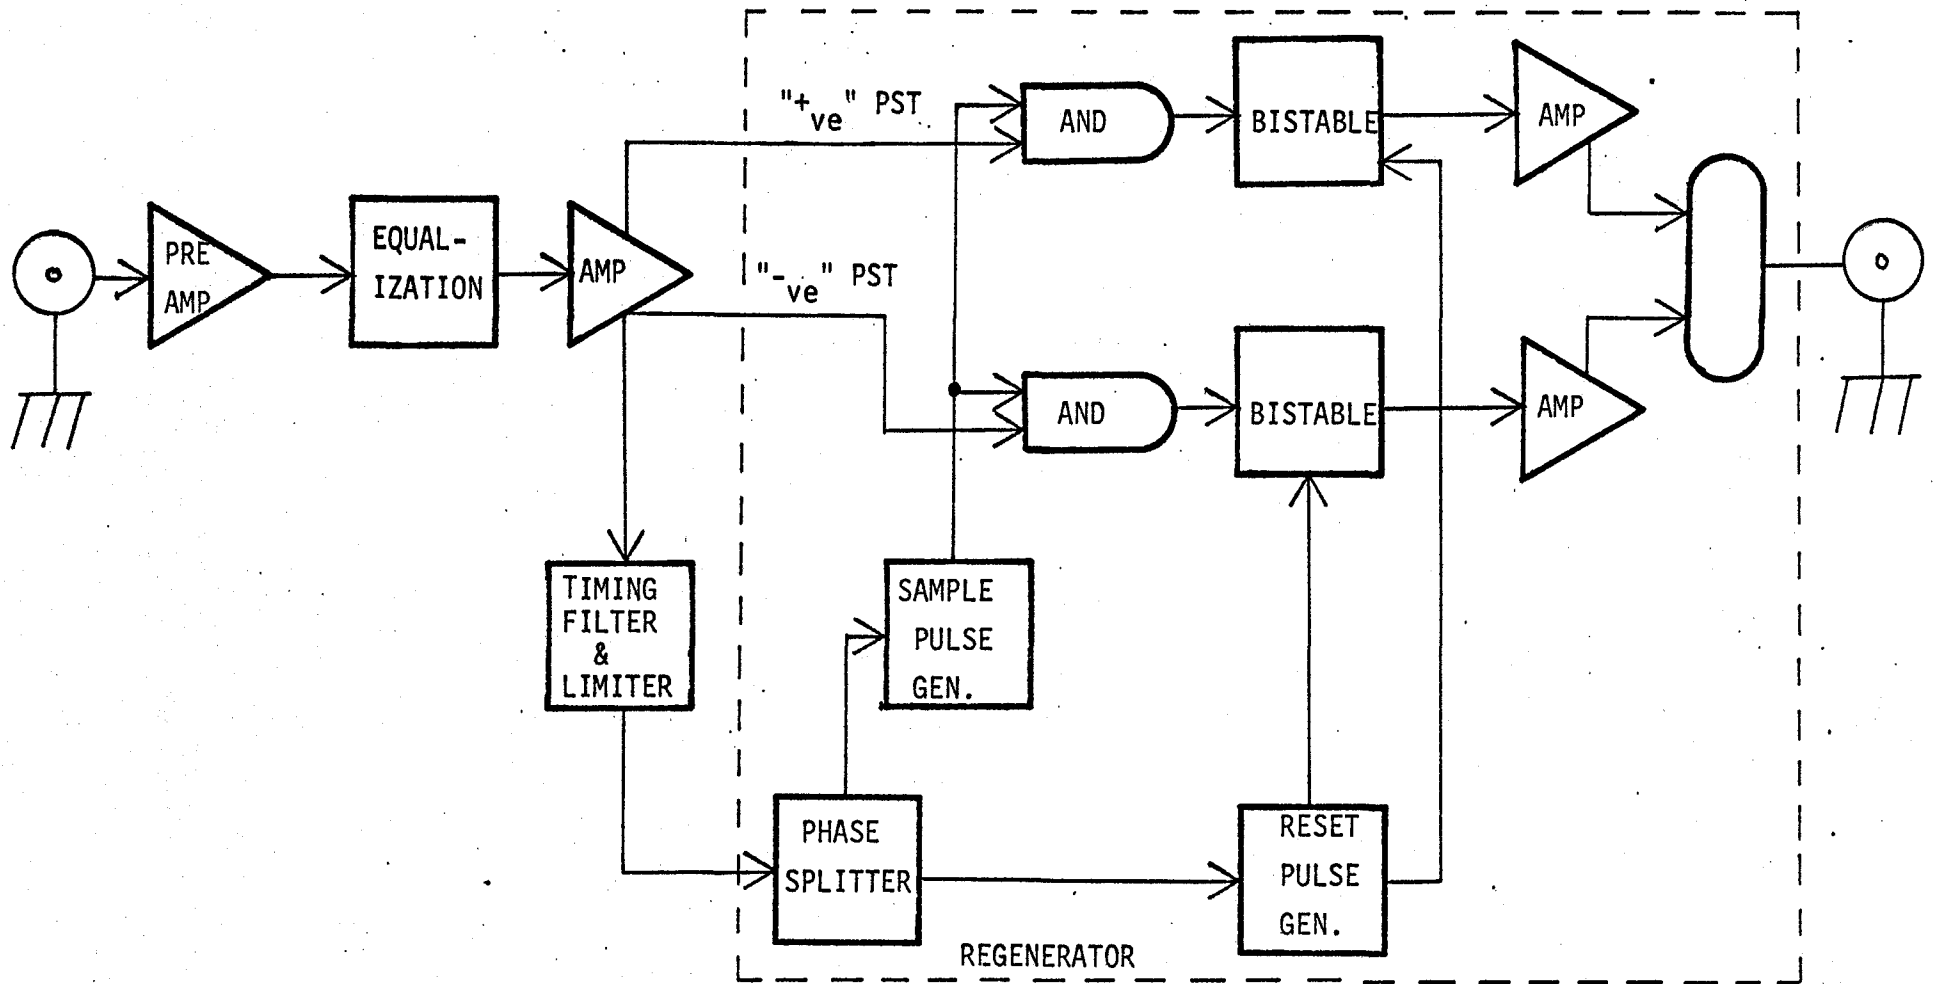 "+ve" PST
AND
BISTABLE
AMP
PRE
AMP
EQUAL-
IZATION
AMP
"-ve" PST
AND
BISTABLE
AMP
TIMING
FILTER
&
LIMITER
SAMPLE
PULSE
GEN.
PHASE
SPLITTER
RESET
PULSE
GEN.
REGENERATOR